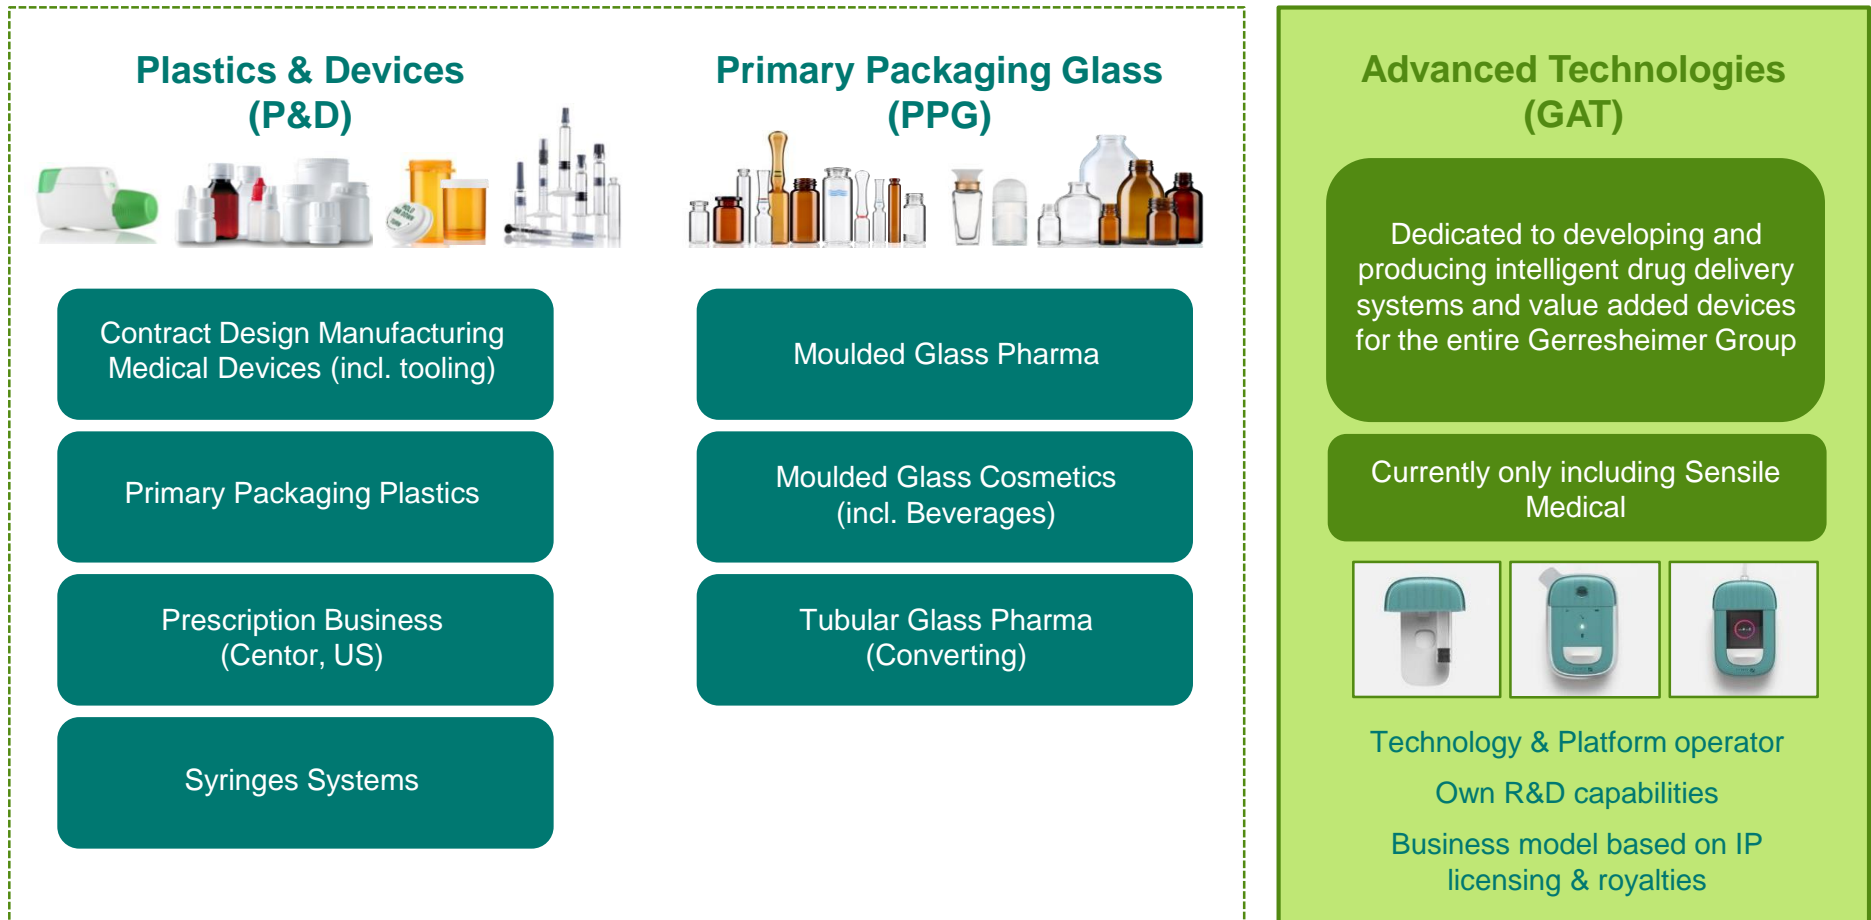 Plastics & Devices
(P&D)
Contract Design Manufacturing
Medical Devices (incl. tooling)
Primary Packaging Plastics
Prescription Business
(Centor, US)
Syringes Systems
Primary Packaging Glass
(PPG)
Moulded Glass Pharma
Moulded Glass Cosmetics
(incl. Beverages)
Tubular Glass Pharma
(Converting)
Advanced Technologies
(GAT)
Dedicated to developing and
producing intelligent drug delivery
systems and value added devices
for the entire Gerresheimer Group
Currently only including Sensile
Medical
Technology & Platform operator
Own R&D capabilities
Business model based on IP
licensing & royalties